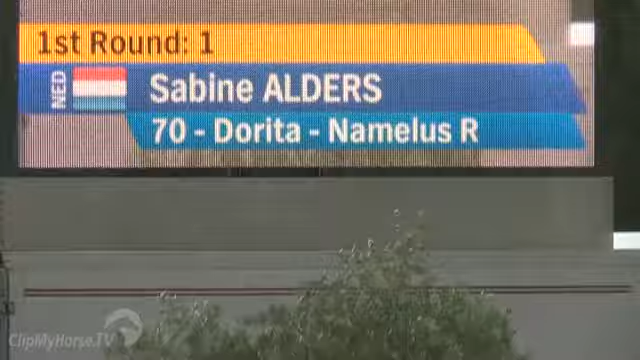 1st Round: 1
NED
Sabine ALDERS
70 - Dorita - Namelus R
ClipMyHorse.TV